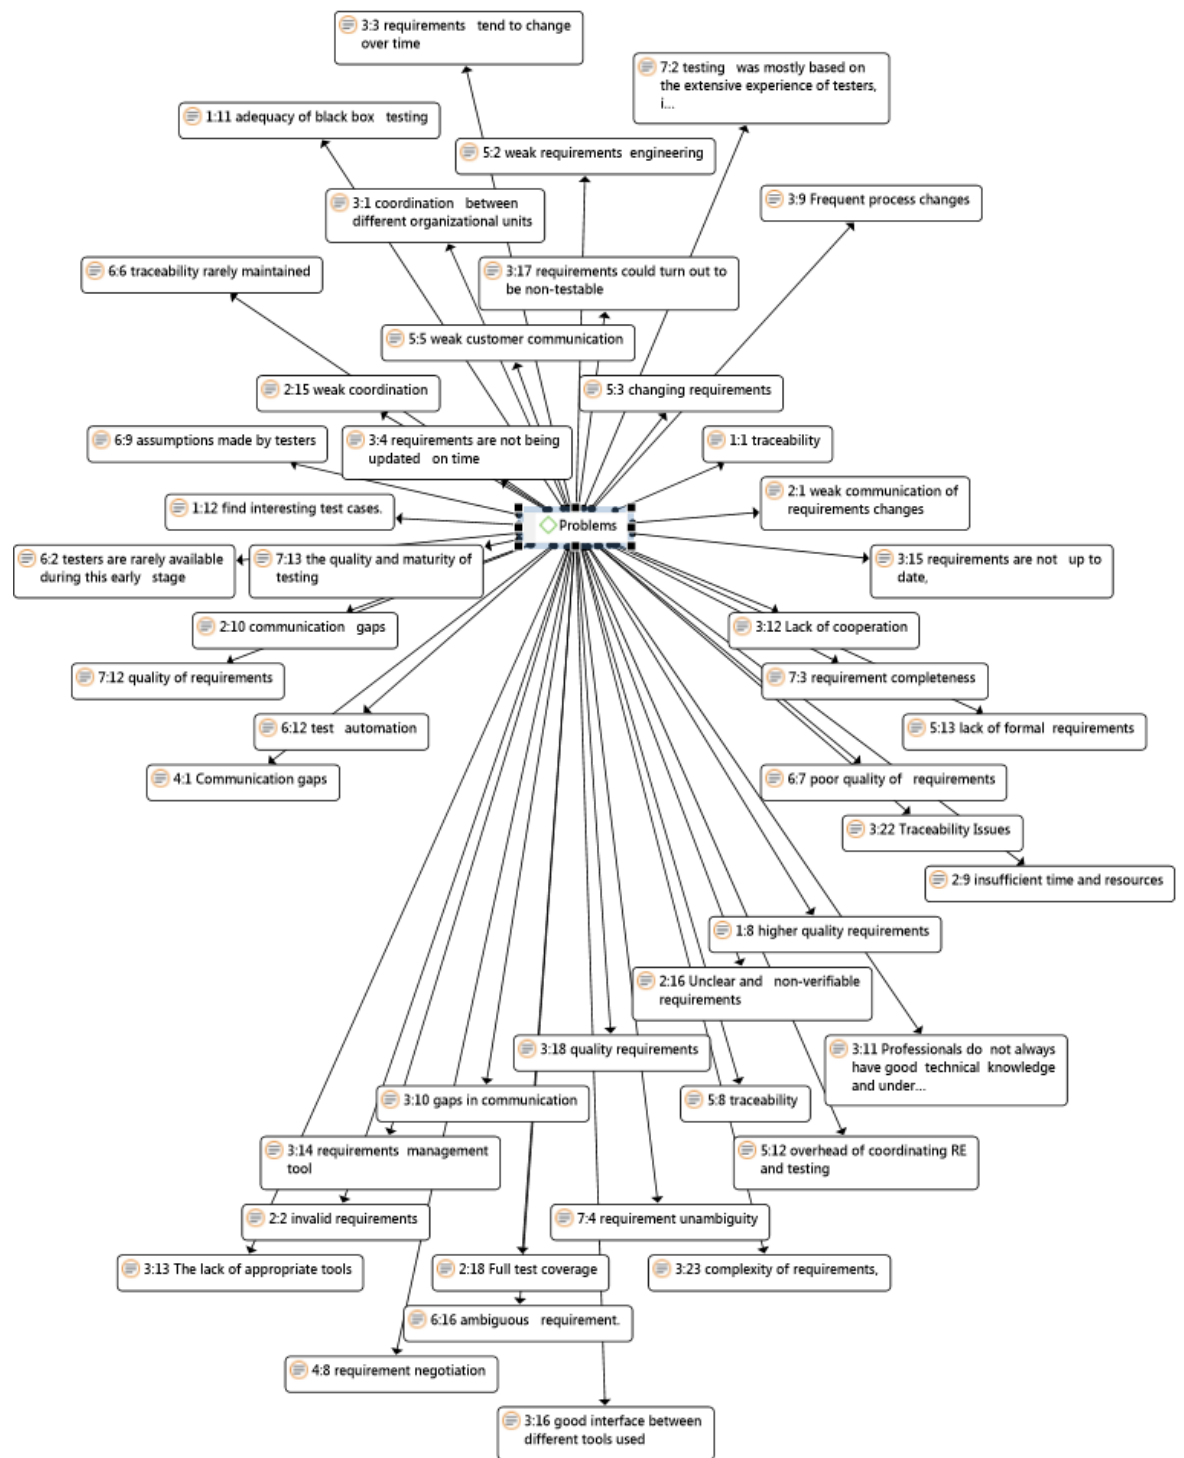 3:3 requirements tend to change
over time
7:2 testing was mostly based on
the extensive experience of testers,
i...
1:11 adequacy of black box testing
5:2 weak requirements engineering
3:9 Frequent process changes
3:1 coordination between
different organizational units
6:6 traceability rarely maintained
3:17 requirements could turn out to
be non-testable
5:5 weak customer communication
2:15 weak coordination
5:3 changing requirements
6:9 assumptions made by testers
3:4 requirements are not being
updated on time
1:1 traceability
2:1 weak communication of
requirements changes
1:12 find interesting test cases.
Problems
6:2 testers are rarely available
during this early stage
7:13 the quality and maturity of
testing
3:15 requirements are not up to
date,
2:10 communication gaps
3:12 Lack of cooperation
7:12 quality of requirements
7:3 requirement completeness
6:12 test automation
5:13 lack of formal requirements
4:1 Communication gaps
6:7 poor quality of requirements
3:22 Traceability Issues
2:9 insufficient time and resources
1:8 higher quality requirements
2:16 Unclear and non-verifiable
requirements
3:18 quality requirements
3:11 Professionals do not always
have good technical knowledge
and under...
3:10 gaps in communication
5:8 traceability
3:14 requirements management
tool
5:12 overhead of coordinating RE
and testing
2:2 invalid requirements
7:4 requirement unambiguity
3:13 The lack of appropriate tools
2:18 Full test coverage
3:23 complexity of requirements,
6:16 ambiguous requirement.
4:8 requirement negotiation
3:16 good interface between
different tools used